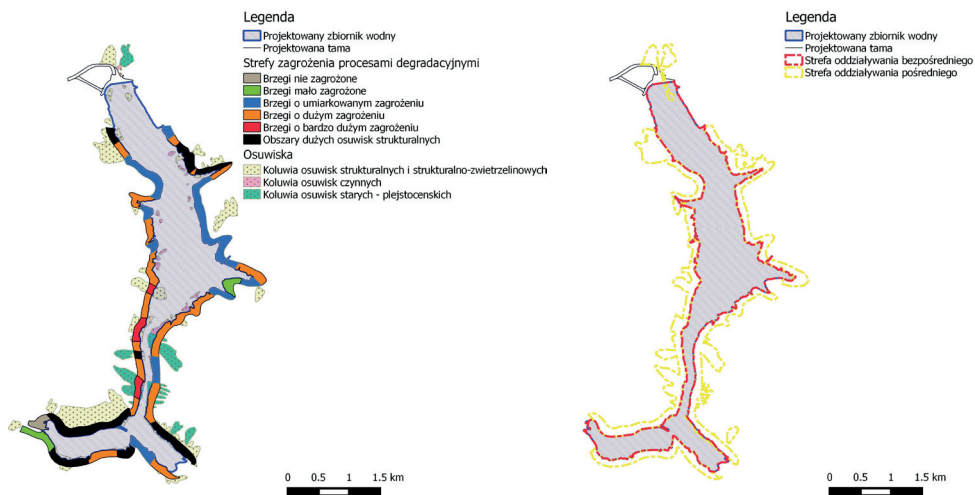 Legenda
Projektowany zbiornik wodny
Projektowana tama
Strefy zagrożenia procesami degradacyjnymi
Brzegi nie zagrożone
Brzegi mało zagrożone
Brzegi o umiarkowanym zagrożeniu
Brzegi o dużym zagrożeniu
Brzegi o bardzo dużym zagrożeniu
Obszary dużych osuwisk strukturalnych
Osuwiska
Koluwia osuwisk strukturalnych i strukturalno-zwietrzelinowych
Koluwia osuwisk czynnych
Koluwia osuwisk starych - plejstocenskich
0 0.5 1 1.5 km
Legenda
Projektowany zbiornik wodny
Projektowana tama
Strefa oddziaływania bezpośredniego
Strefa oddziaływania pośredniego
0 0.5 1 1.5 km